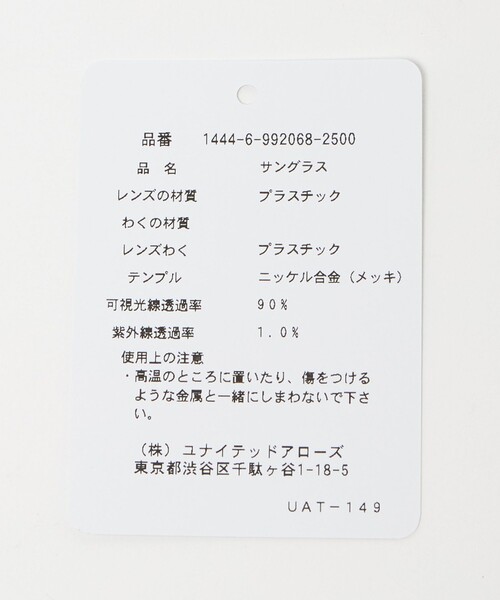 品番 1444-6-992068-2500
品 名 サングラス
レンズの材質 プラスチック
わくの材質
レンズわく プラスチック
テンプル ニッケル合金（メッキ）
可視光線透過率 90%
紫外線透過率 1.0%
使用上の注意
・高温のところに置いたり、傷をつける
ような金属と一緒にしまわないで下さ
い。
（株）ユナイテッドアローズ
東京都渋谷区千駄ヶ谷1-18-5
UAT-149